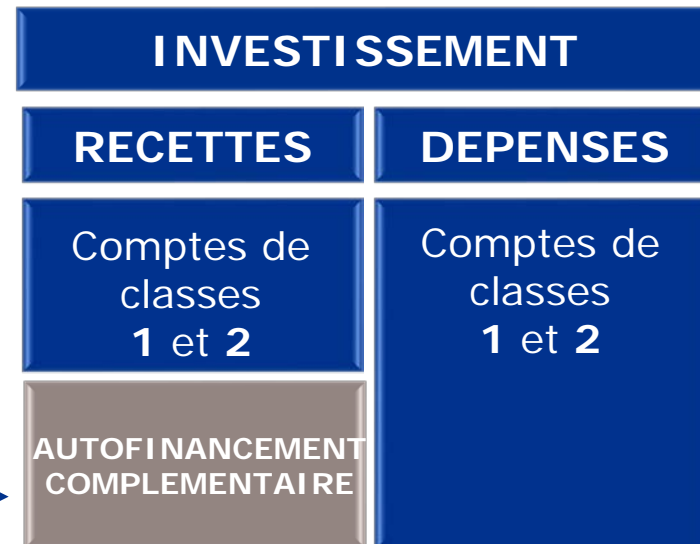 INVESTISSEMENT
RECETTES
DEPENSES
Comptes de
classes
1 et 2
Comptes de
classes
1 et 2
AUTOFINANCEMENT
COMPLEMENTAIRE